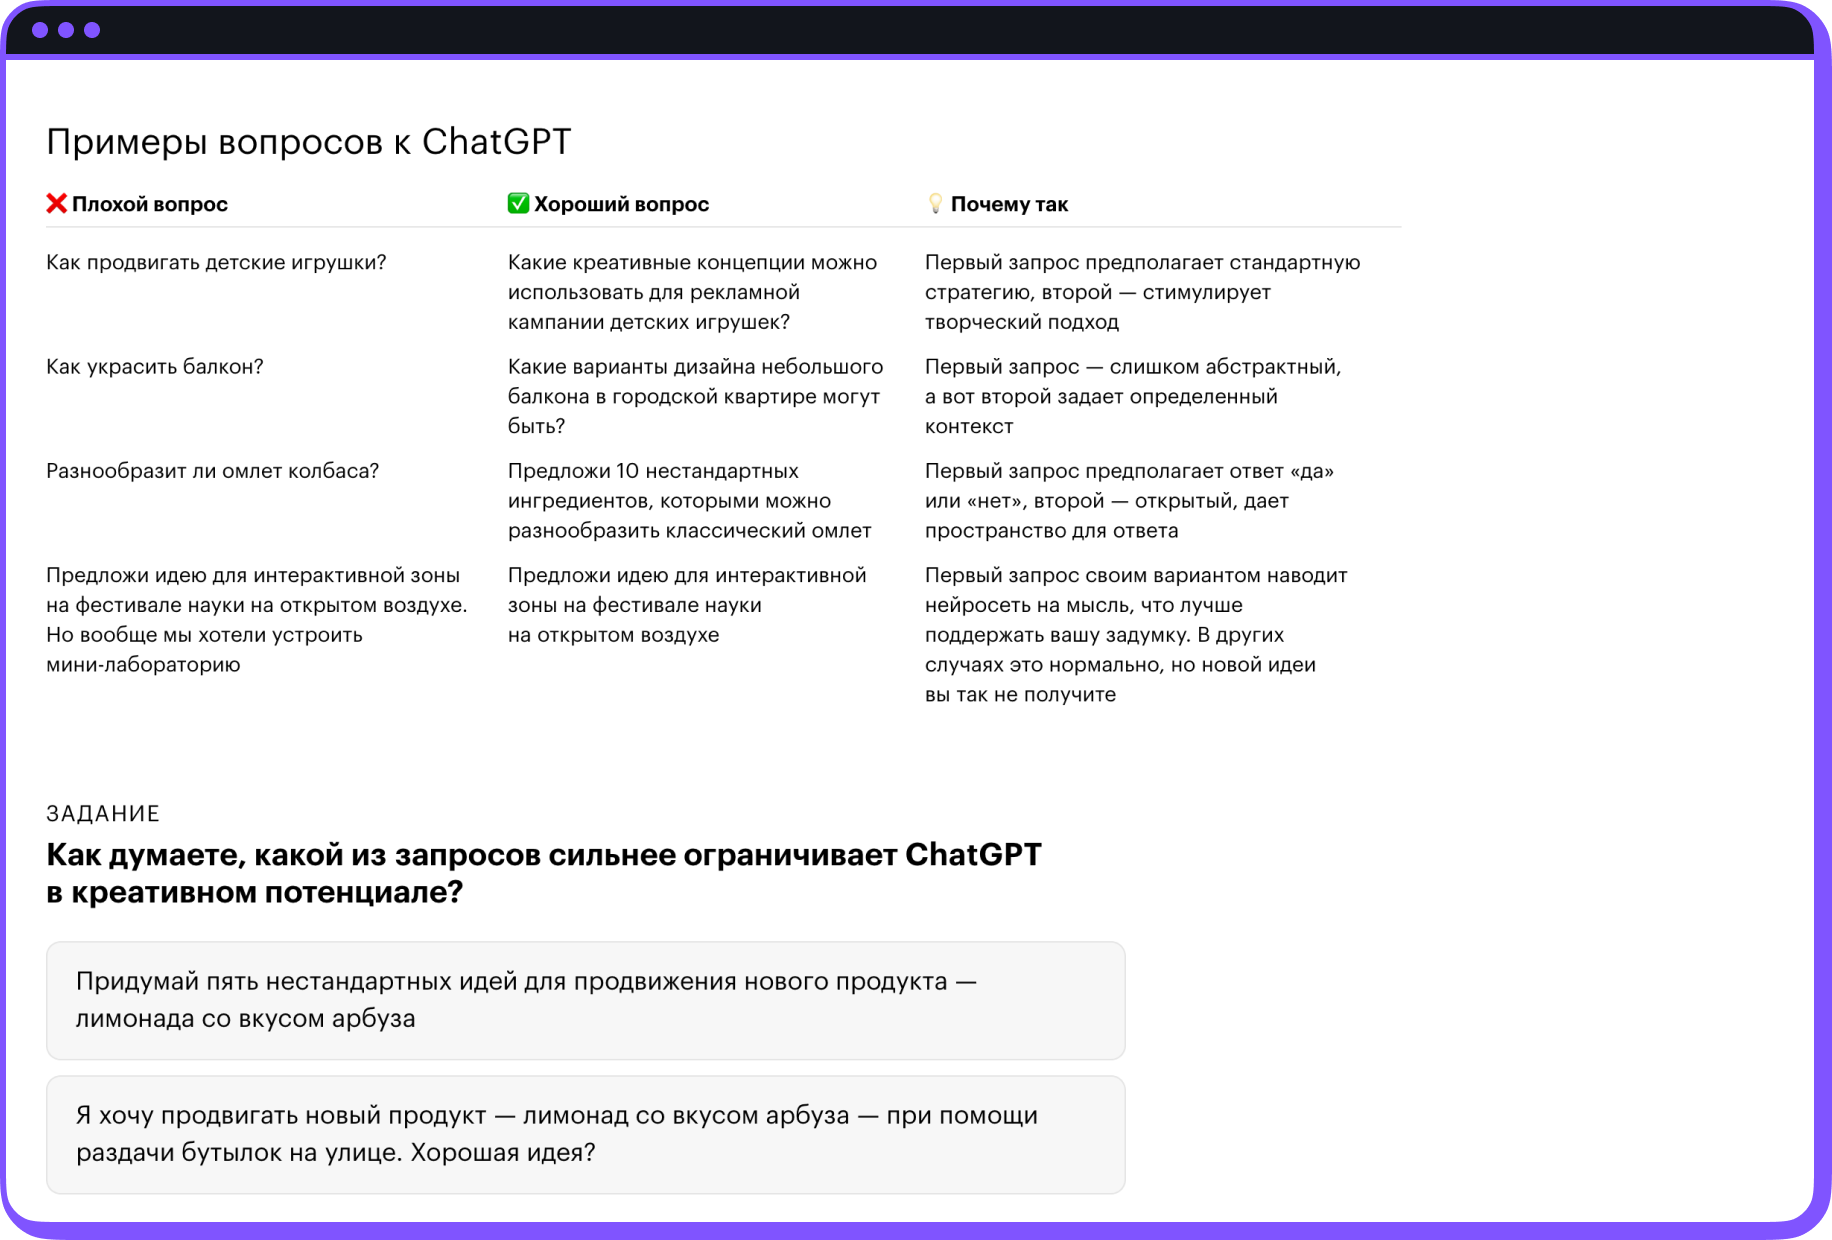 Примеры вопросов к ChatGPT
❌ Плохой вопрос
✅ Хороший вопрос
💡 Почему так
Как продвигать детские игрушки?
Какие креативные концепции можно
использовать для рекламной
кампании детских игрушек?
Первый запрос предполагает стандартную
стратегию, второй — стимулирует
творческий подход
Как украсить балкон?
Какие варианты дизайна небольшого
балкона в городской квартире могут
быть?
Первый запрос — слишком абстрактный,
а вот второй задает определенный
контекст
Разнообразит ли омлет колбаса?
Предложи 10 нестандартных
ингредиентов, которыми можно
разнообразить классический омлет
Первый запрос предполагает ответ «да»
или «нет», второй — открытый, дает
пространство для ответа
Предложи идею для интерактивной зоны
на фестивале науки на открытом воздухе.
Но вообще мы хотели устроить
мини-лабораторию
Предложи идею для интерактивной
зоны на фестивале науки
на открытом воздухе
Первый запрос своим вариантом наводит
нейросеть на мысль, что лучше
поддержать вашу задумку. В других
случаях это нормально, но новой идеи
вы так не получите
ЗАДАНИЕ
Как думаете, какой из запросов сильнее ограничивает ChatGPT
в креативном потенциале?
Придумай пять нестандартных идей для продвижения нового продукта —
лимонада со вкусом арбуза
Я хочу продвигать новый продукт — лимонад со вкусом арбуза — при помощи
раздачи бутылок на улице. Хорошая идея?